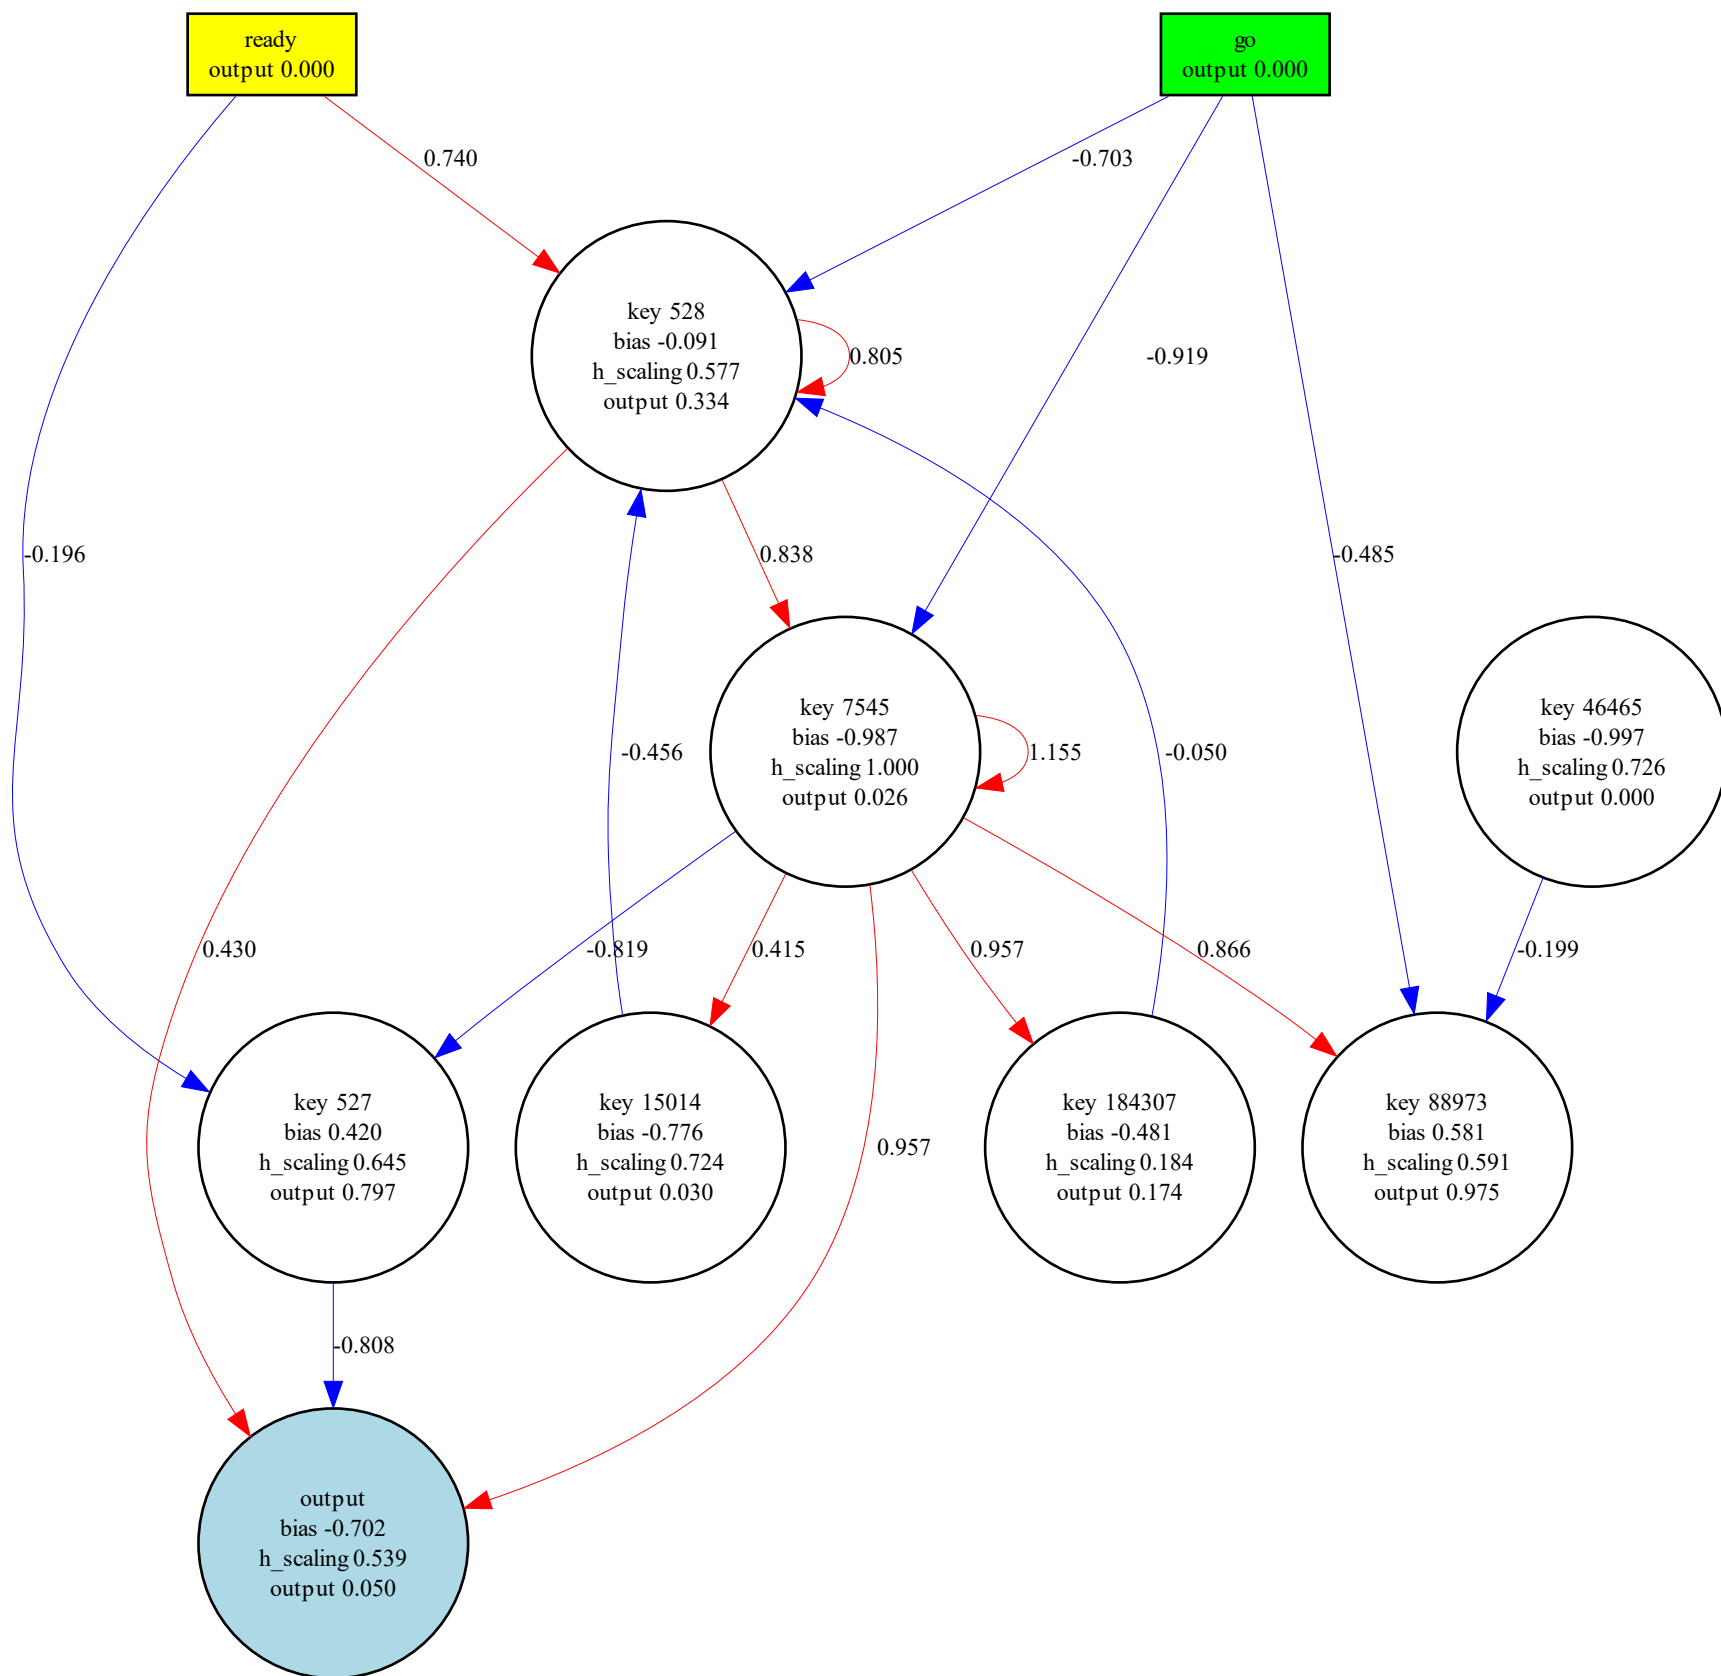 ready
output 0.000
go
output 0.000
0.740
-0.703
key 528
bias -0.091
h_scaling 0.577
output 0.334
0.805
-0.919
-0.196
0.838
-0.485
key 7545
bias -0.987
h_scaling 1.000
output 0.026
-0.456
1.155
-0.050
key 46465
bias -0.997
h_scaling 0.726
output 0.000
0.430
-0.819
0.415
0.957
0.866
-0.199
key 527
bias 0.420
h_scaling 0.645
output 0.797
key 15014
bias -0.776
h_scaling 0.724
output 0.030
0.957
key 184307
bias -0.481
h_scaling 0.184
output 0.174
key 88973
bias 0.581
h_scaling 0.591
output 0.975
-0.808
output
bias -0.702
h_scaling 0.539
output 0.050